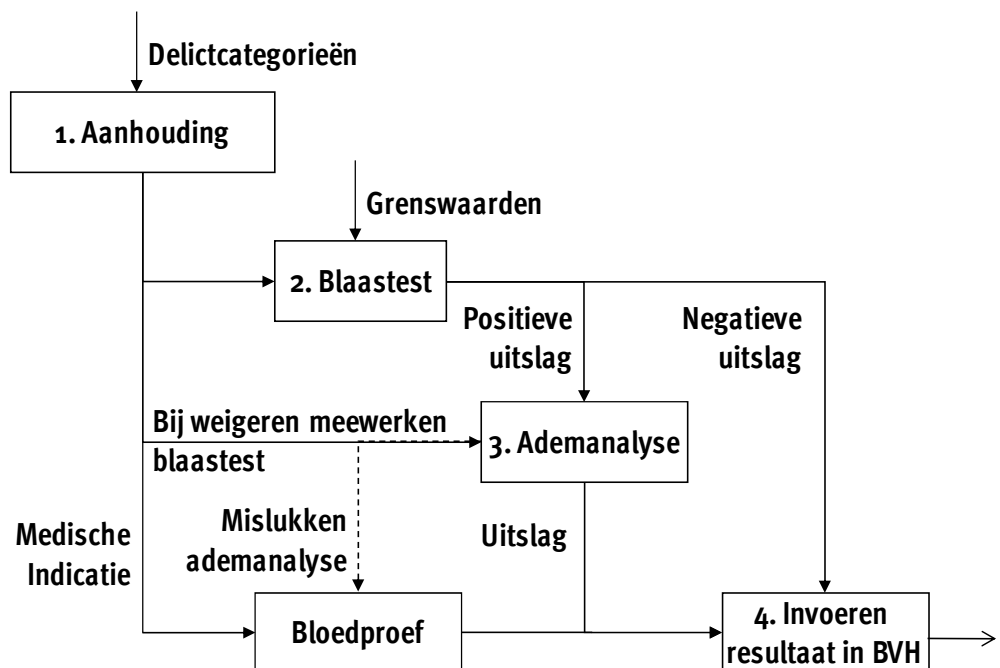 Delictcategorieën
1. Aanhouding
Grenswaarden
2. Blaastest
Positieve
uitslag
Negatieve
uitslag
Bij weigeren meewerken
blaastest
3. Ademanalyse
Medische
Indicatie
Mislukken
ademanalyse
Uitslag
Bloedproef
4. Invoeren
resultaat in BVH